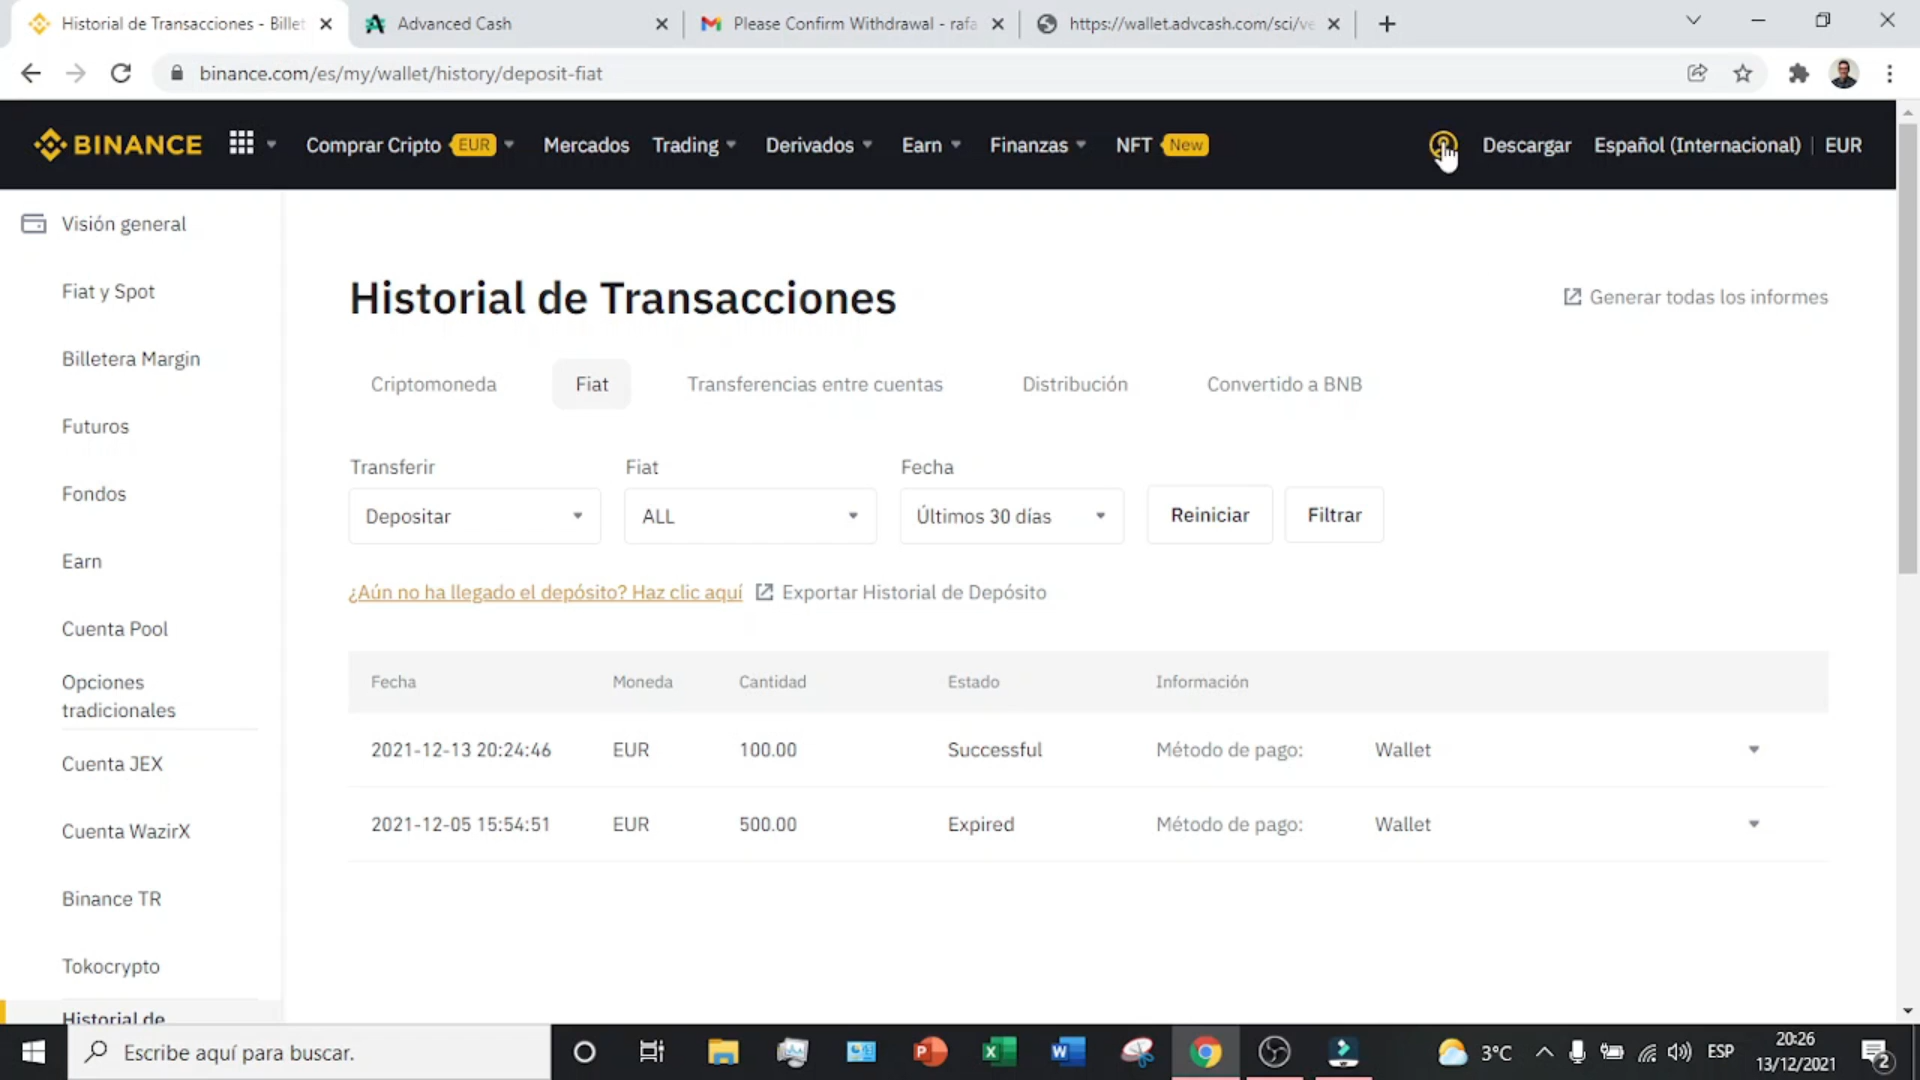 Historial de Transacciones - Billet
Advanced Cash
Please Confirm Withdrawal - rafa
https://wallet.advcash.com/sci/ve
binance.com/es/my/wallet/history/deposit-fiat
BINANCE
Comprar Cripto EUR
Mercados
Trading
Derivados
Earn
Finanzas
NFT New
Descargar
Español (Internacional)
EUR
Visión general
Fiat y Spot
Billetera Margin
Futuros
Fondos
Earn
Cuenta Pool
Opciones
tradicionales
Cuenta JEX
Cuenta WazirX
Binance TR
Tokocrypto
Historial de
Historial de Transacciones
Generar todas los informes
Criptomoneda
Fiat
Transferencias entre cuentas
Distribución
Convertido a BNB
Transferir
Fiat
Fecha
Depositar
ALL
Últimos 30 días
Reiniciar
Filtrar
¿Aún no ha llegado el depósito? Haz clic aquí
Exportar Historial de Depósito
Fecha Moneda Cantidad Estado Información
2021-12-13 20:24:46 EUR 100.00 Successful Método de pago: Wallet
2021-12-05 15:54:51 EUR 500.00 Expired Método de pago: Wallet
Escribe aquí para buscar.
3°C
ESP
20:26
13/12/2021
2